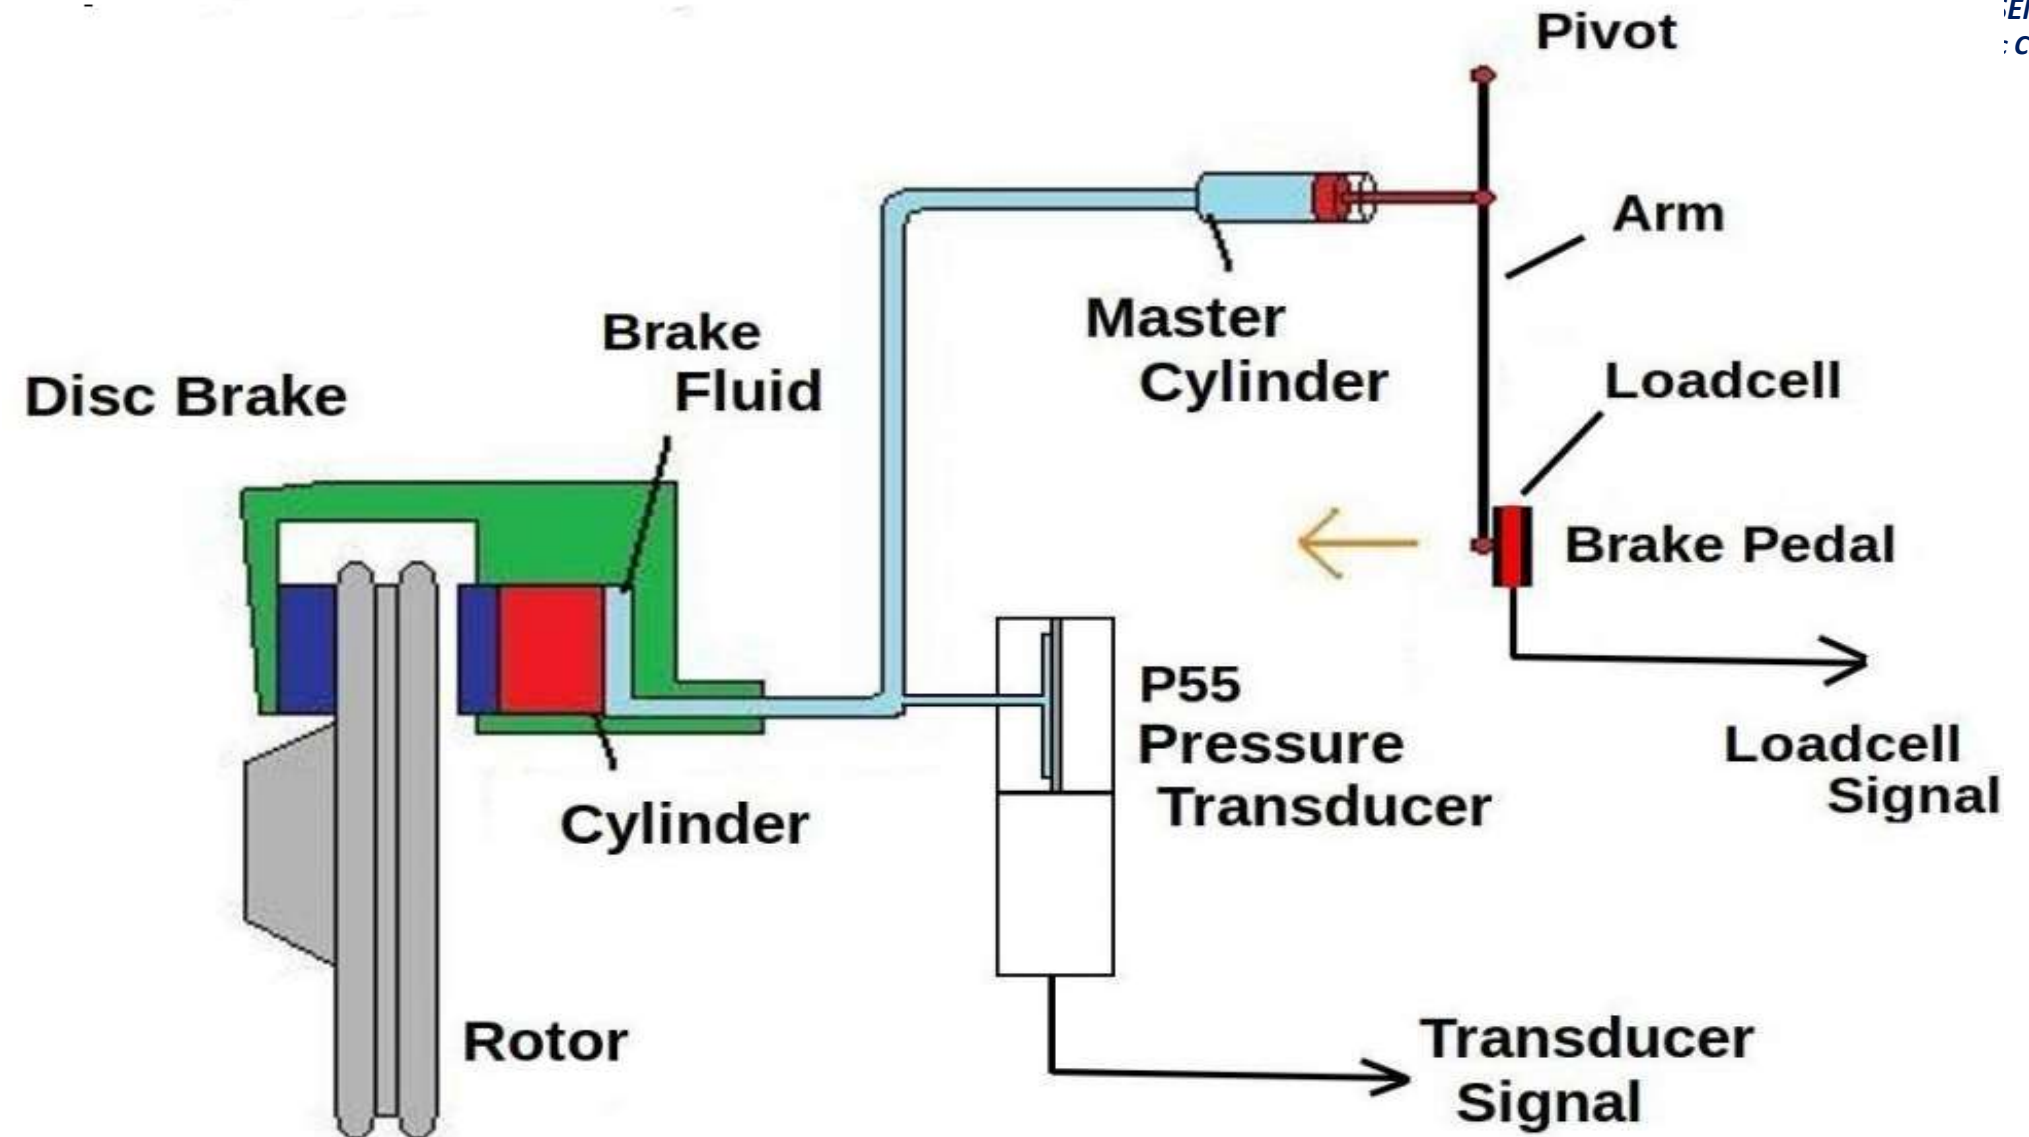 Pivot
Arm
Master
Cylinder
Brake
Fluid
Disc Brake
Loadcell
Brake Pedal
P55
Pressure
Transducer
Loadcell
Signal
Cylinder
Rotor
Transducer
Signal